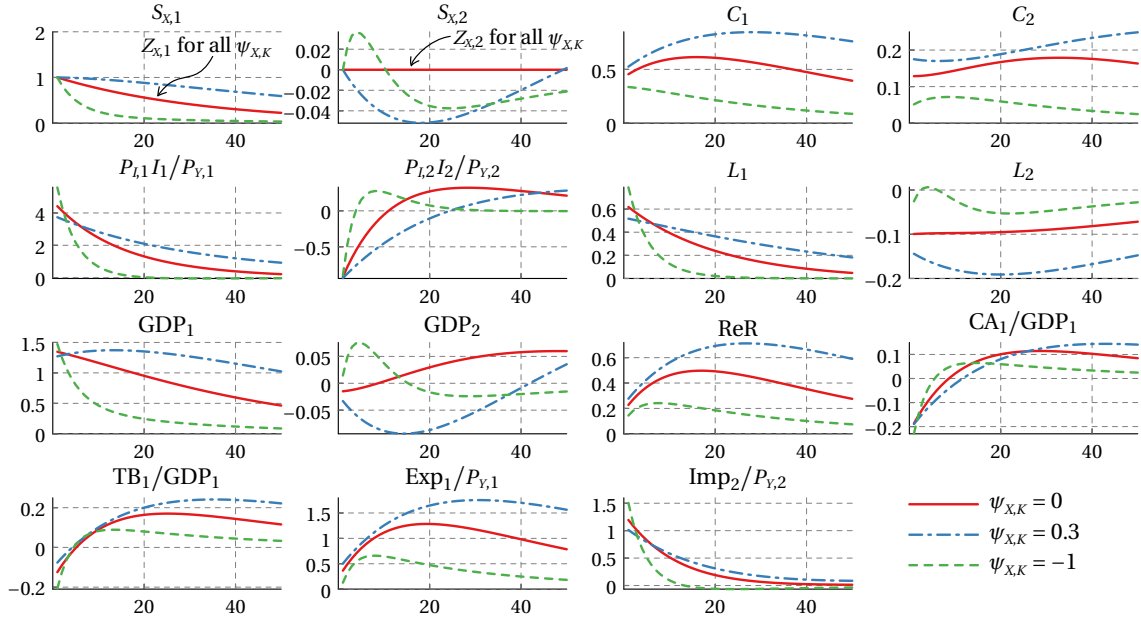 S_{X,1} S_{X,2} C_1 C_2
2 1 0 20 40 Z_{X,1} for all ψ_{X,K}
0.02 0 −0.02 −0.04 20 40 Z_{X,2} for all ψ_{X,K}
0.5 0 20 40
0.2 0.1 0 20 40
P_{I,1}I_1/P_{Y,1} P_{I,2}I_2/P_{Y,2} L_1 L_2
4 2 0 20 40
0 −0.5 20 40
0.6 0.4 0.2 0 20 40
0 −0.1 −0.2 20 40
GDP_1 GDP_2 ReR CA_1/GDP_1
1.5 1 0.5 0 20 40
0.05 0 −0.05 20 40
0.6 0.4 0.2 0 20 40
0.1 0 −0.1 −0.2 20 40
TB_1/GDP_1 Exp_1/P_{Y,1} Imp_2/P_{Y,2}
0.2 0 −0.2 20 40
1.5 1 0.5 0 20 40
1.5 1 0.5 0 20 40
ψ_{X,K} = 0
ψ_{X,K} = 0.3
ψ_{X,K} = −1